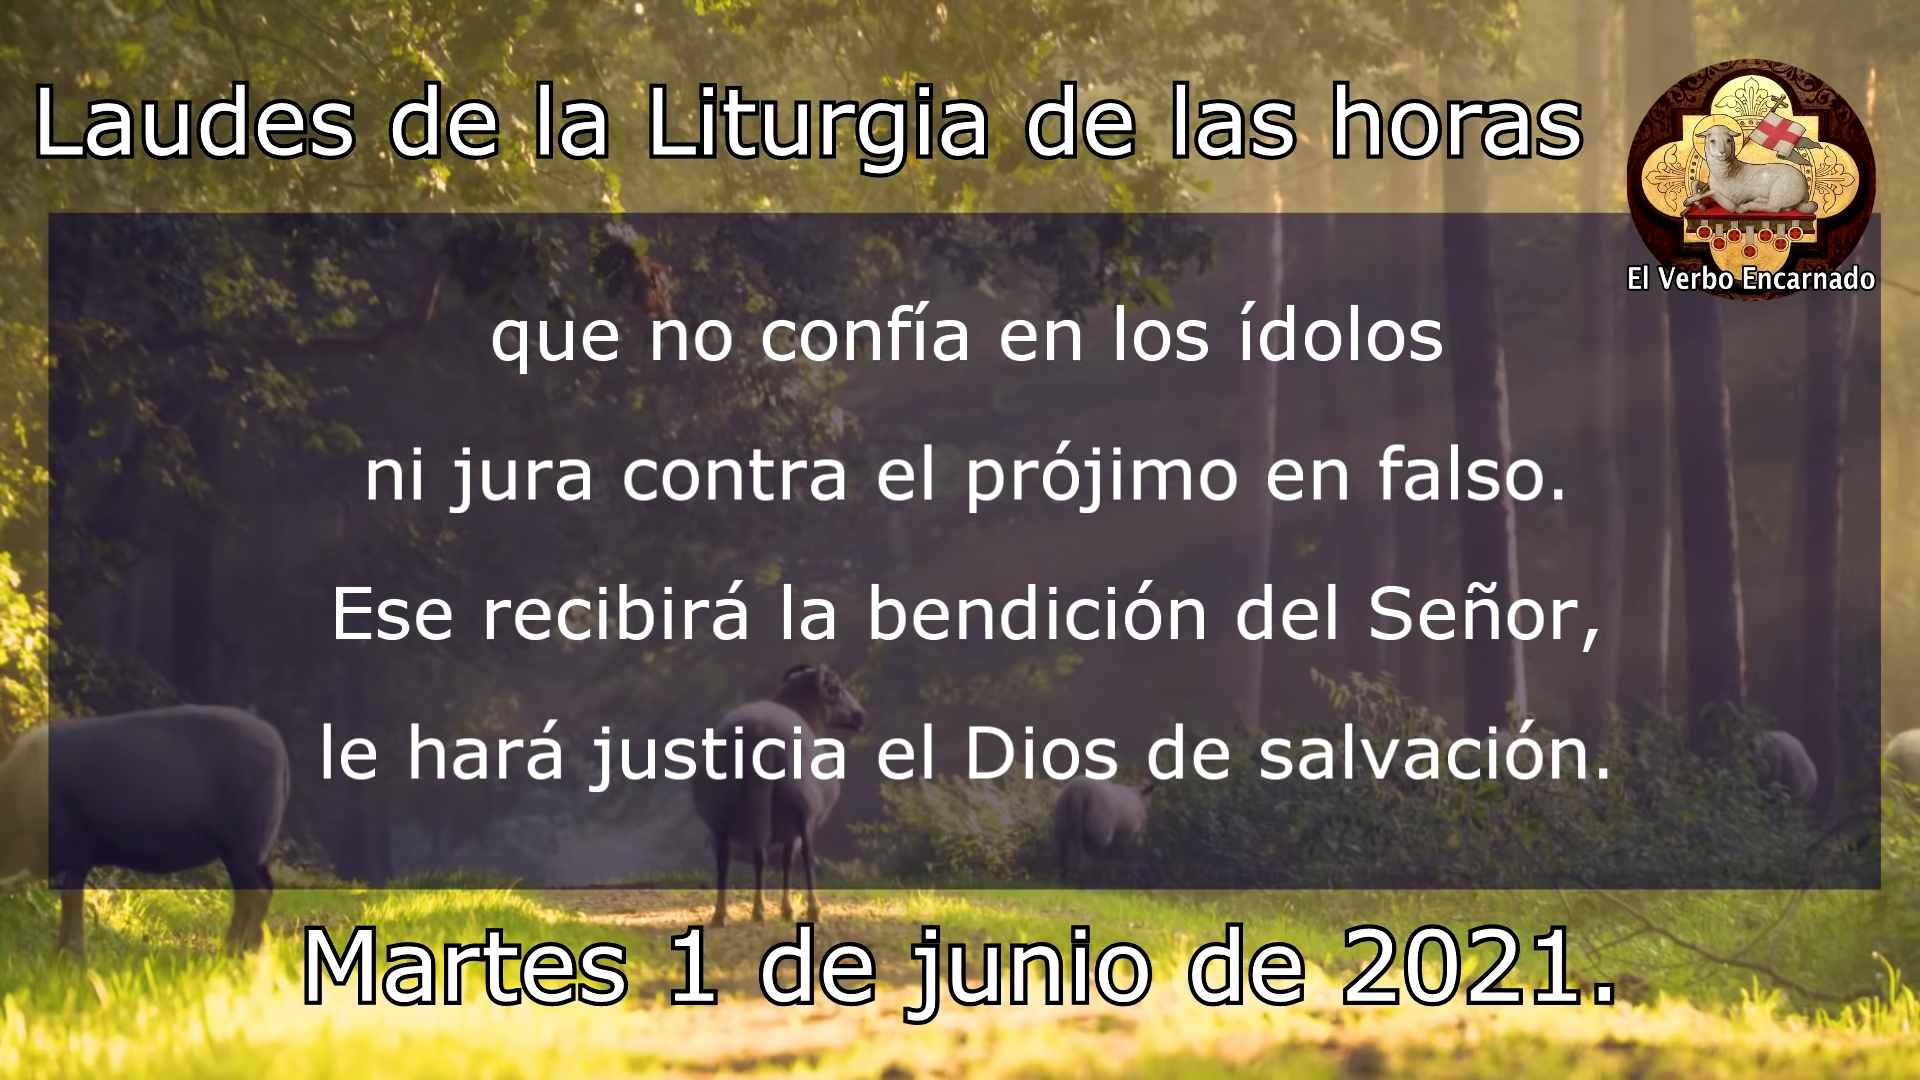 Laudes de la Liturgia de las horas
El Verbo Encarnado
que no confía en los ídolos
ni jura contra el prójimo en falso.
Ese recibirá la bendición del Señor,
le hará justicia el Dios de salvación.
Martes 1 de junio de 2021.